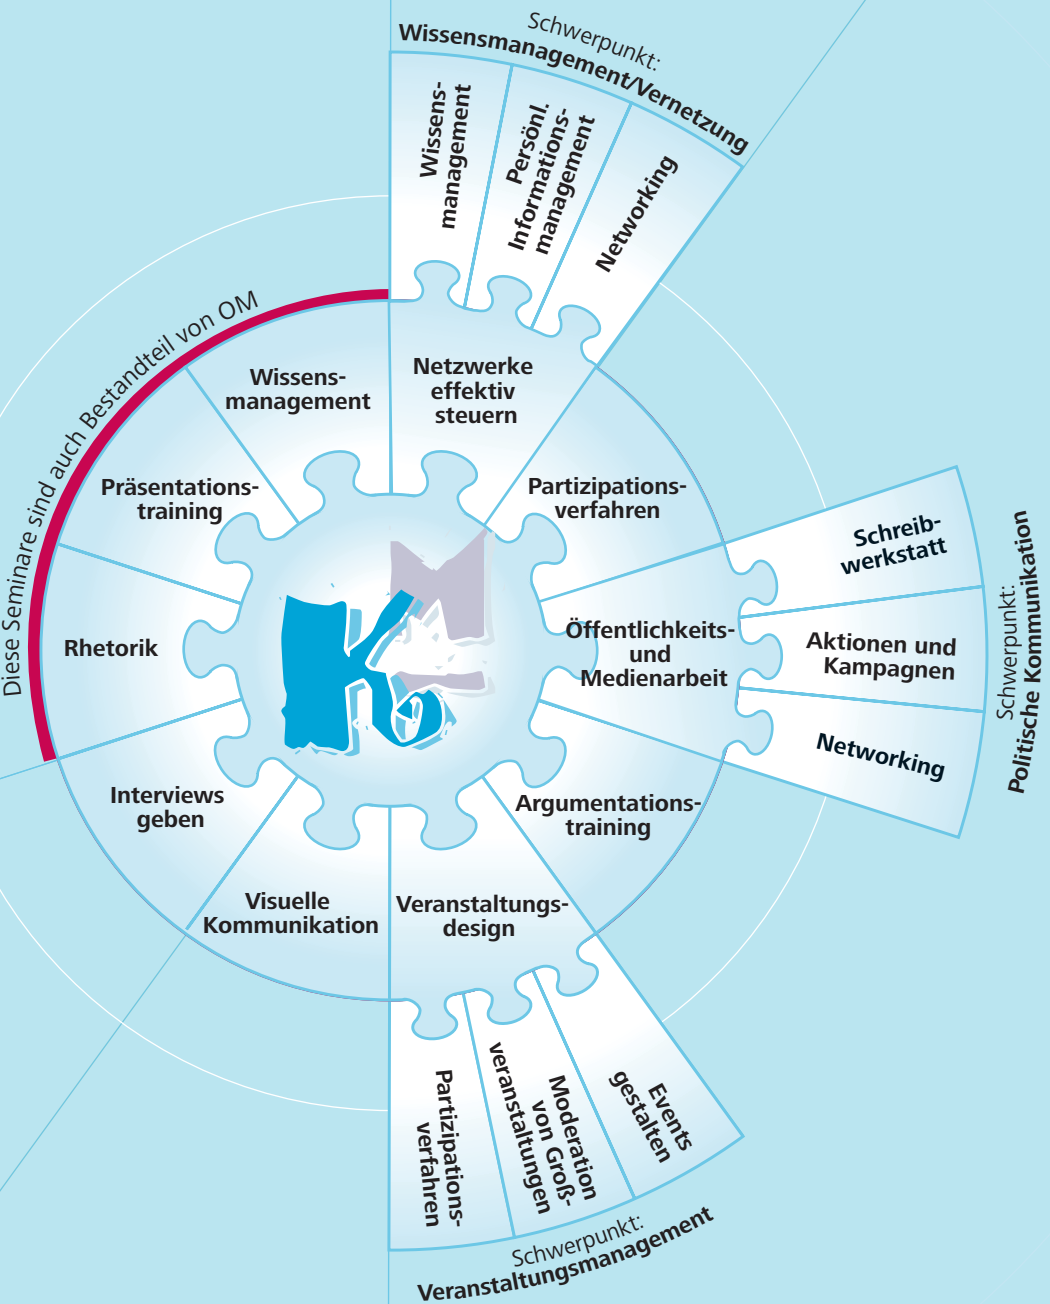 Schwerpunkt:
Wissensmanagement/Vernetzung
Wissens-
management
Persönl.
Informations-
management
Networking
Diese Seminare sind auch Bestandteil von OM
Wissens-
management
Netzwerke
effektiv
steuern
Präsentations-
training
Partizipations-
verfahren
Rhetorik
Öffentlichkeits-
und
Medienarbeit
Schreib-
werkstatt
Aktionen und
Kampagnen
Networking
Schwerpunkt:
Politische Kommunikation
Interviews
geben
Argumentations-
training
Visuelle
Kommunikation
Veranstaltungs-
design
Partizipations-
verfahren
Moderation
von Groß-
veranstaltungen
Events
gestalten
Schwerpunkt:
Veranstaltungsmanagement